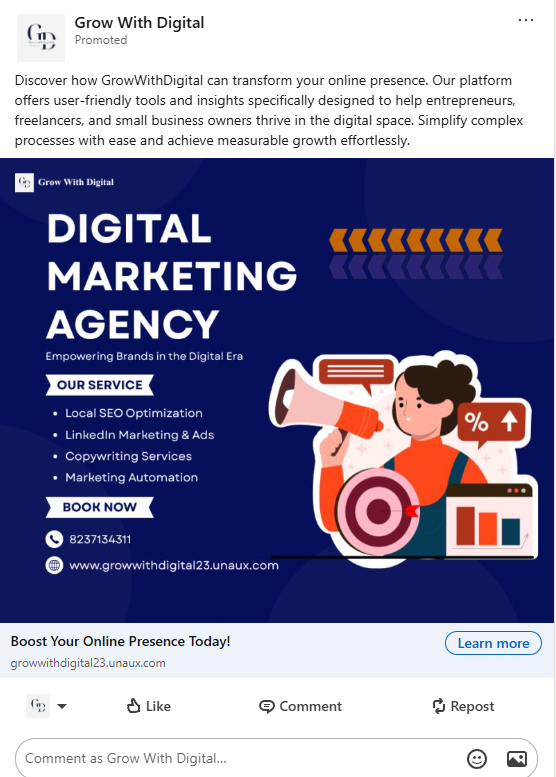 GD
Grow With Digital
Promoted
Discover how GrowWithDigital can transform your online presence. Our platform
offers user-friendly tools and insights specifically designed to help entrepreneurs,
freelancers, and small business owners thrive in the digital space. Simplify complex
processes with ease and achieve measurable growth effortlessly.
GD Grow With Digital
DIGITAL
MARKETING
AGENCY
Empowering Brands in the Digital Era
OUR SERVICE
• Local SEO Optimization
• LinkedIn Marketing & Ads
• Copywriting Services
• Marketing Automation
%
BOOK NOW
8237134311
www.growwithdigital23.unaux.com
Boost Your Online Presence Today!
growwithdigital23.unaux.com
Learn more
GD
Like
Comment
Repost
Comment as Grow With Digital...